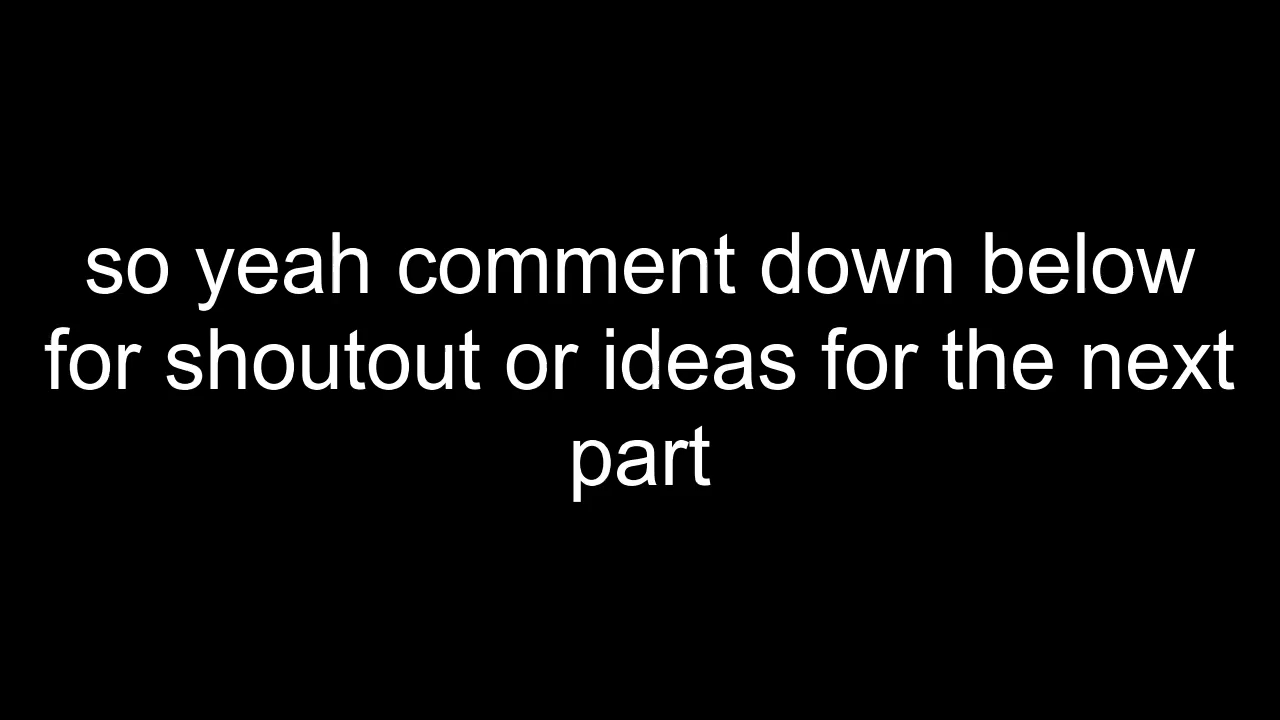 so yeah comment down below
for shoutout or ideas for the next
part